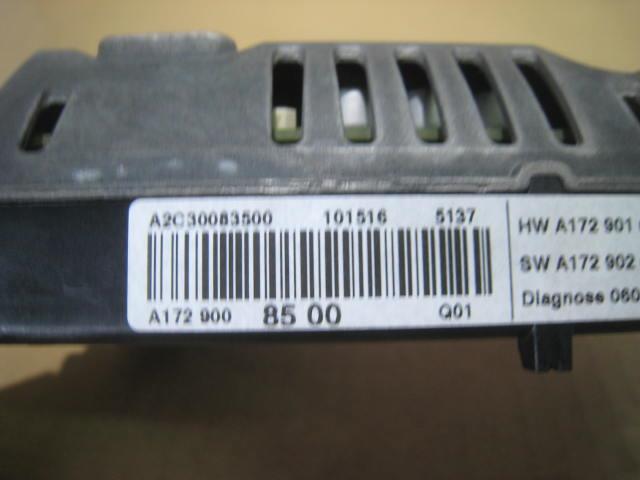 A2C30083500 101516 5137
A172 900 85 00 Q01
HW A172 901
SW A172 902
Diagnose 060